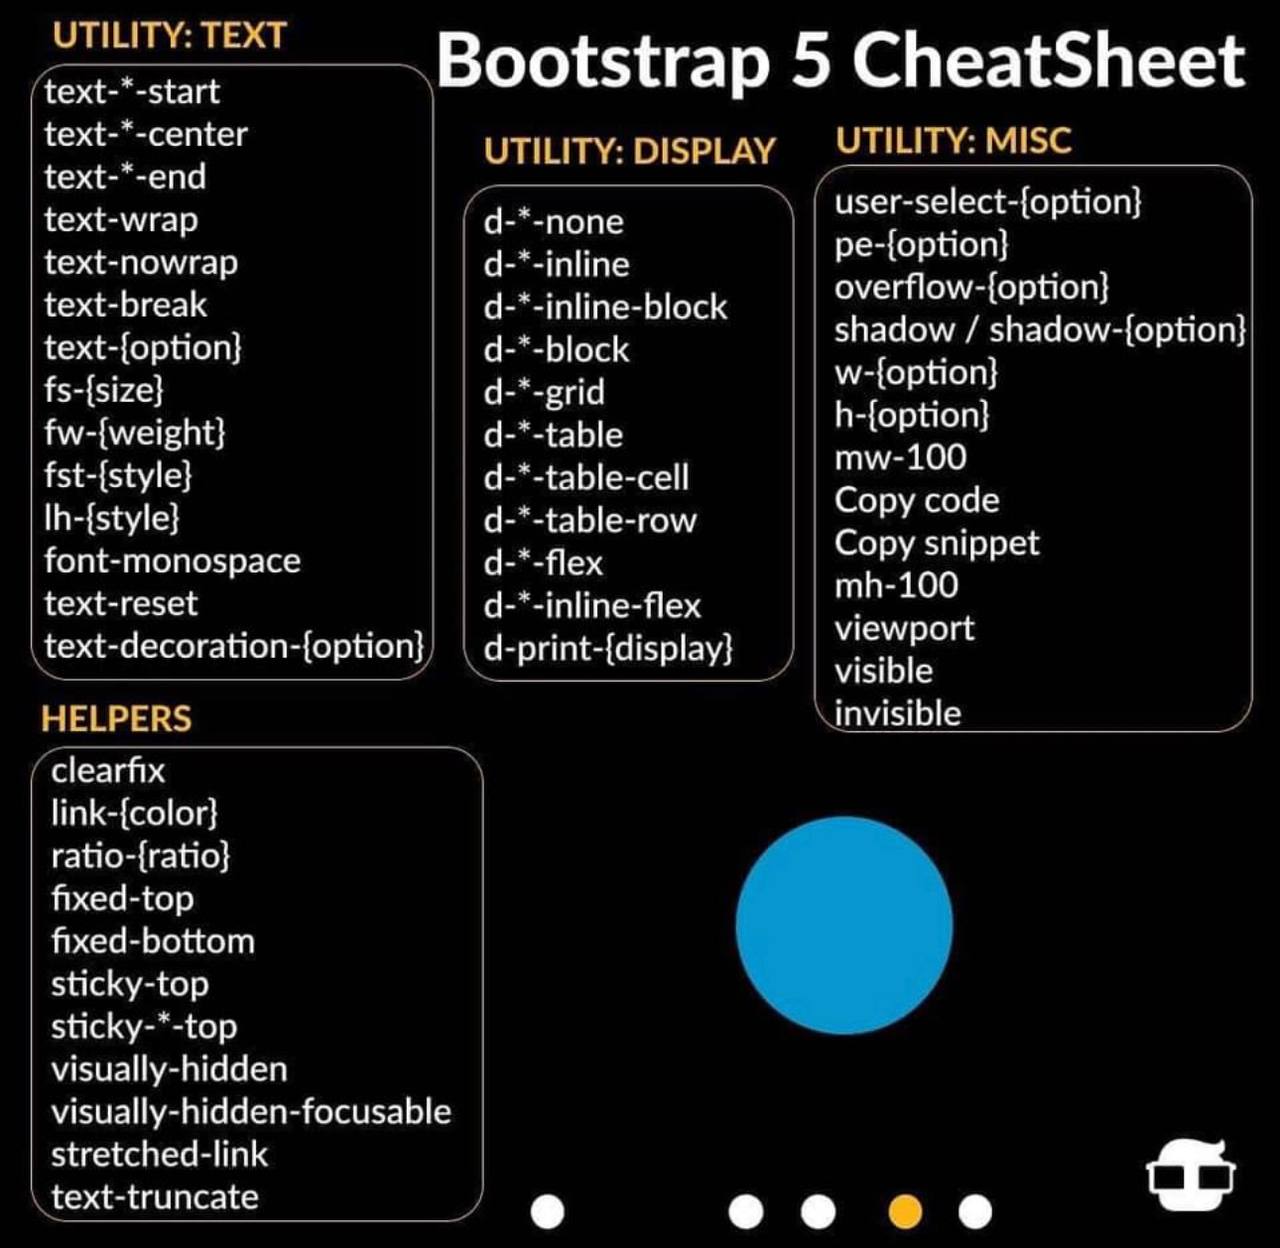 Bootstrap 5 CheatSheet
UTILITY: TEXT
text-*-start
text-*-center
text-*-end
text-wrap
text-nowrap
text-break
text-{option}
fs-{size}
fw-{weight}
fst-{style}
lh-{style}
font-monospace
text-reset
text-decoration-{option}
UTILITY: DISPLAY
d-*-none
d-*-inline
d-*-inline-block
d-*-block
d-*-grid
d-*-table
d-*-table-cell
d-*-table-row
d-*-flex
d-*-inline-flex
d-print-{display}
UTILITY: MISC
user-select-{option}
pe-{option}
overflow-{option}
shadow / shadow-{option}
w-{option}
h-{option}
mw-100
Copy code
Copy snippet
mh-100
viewport
visible
invisible
HELPERS
clearfix
link-{color}
ratio-{ratio}
fixed-top
fixed-bottom
sticky-top
sticky-*-top
visually-hidden
visually-hidden-focusable
stretched-link
text-truncate